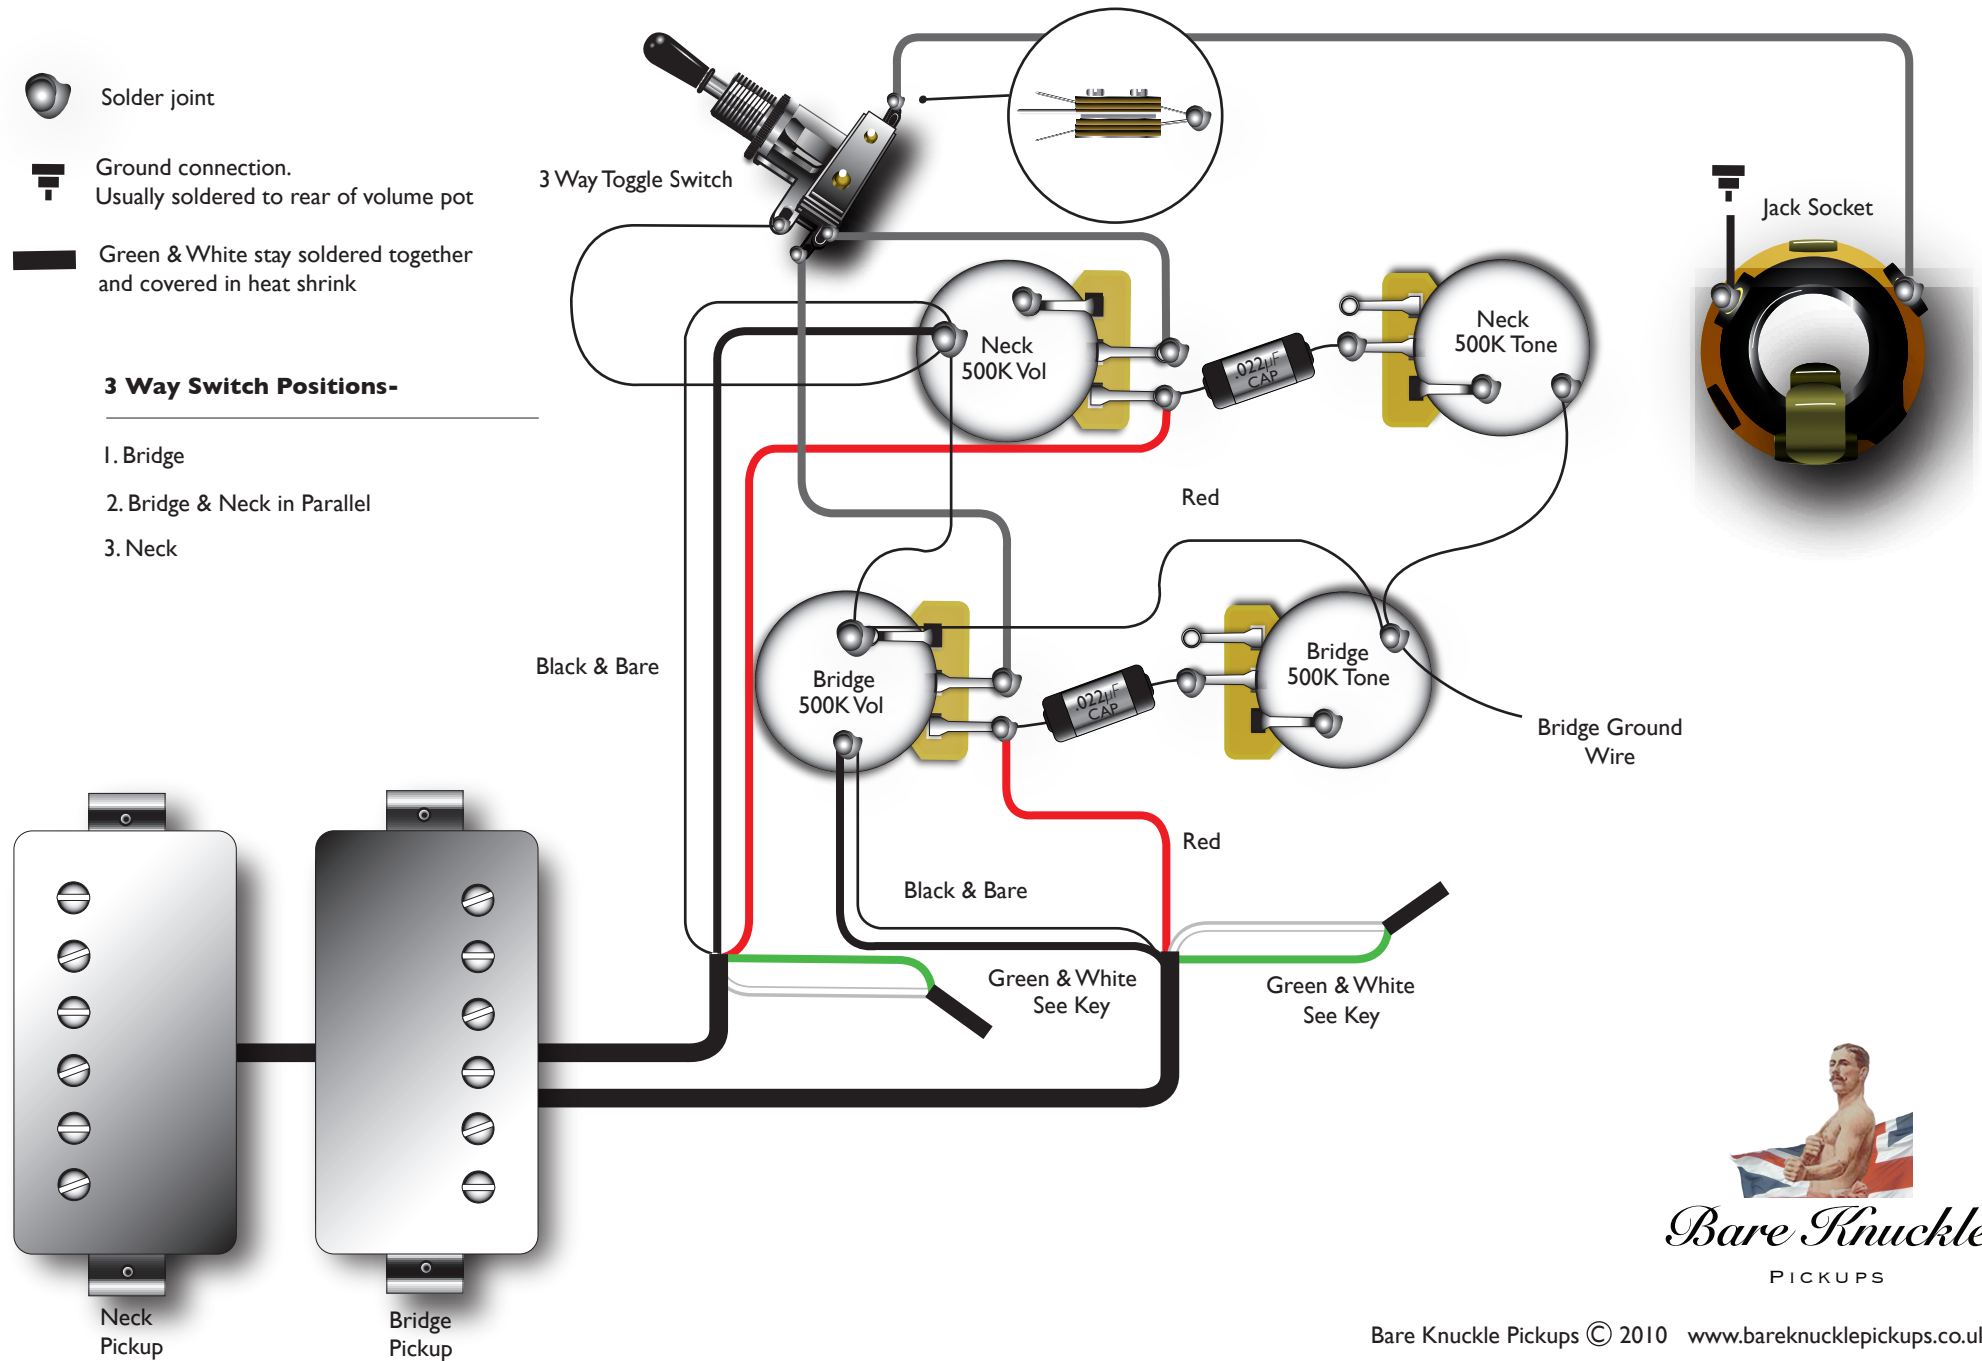 Solder joint
Ground connection.
Usually soldered to rear of volume pot
Green & White stay soldered together
and covered in heat shrink
3 Way Switch Positions-
1. Bridge
2. Bridge & Neck in Parallel
3. Neck
3 Way Toggle Switch
Jack Socket
Neck
500K Vol
.022µF
CAP
Neck
500K Tone
Red
Black & Bare
Bridge
500K Vol
.022µF
CAP
Bridge
500K Tone
Bridge Ground
Wire
Red
Black & Bare
Green & White
See Key
Green & White
See Key
Neck
Pickup
Bridge
Pickup
Bare Knuckle
PICKUPS
Bare Knuckle Pickups © 2010 www.bareknucklepickups.co.u